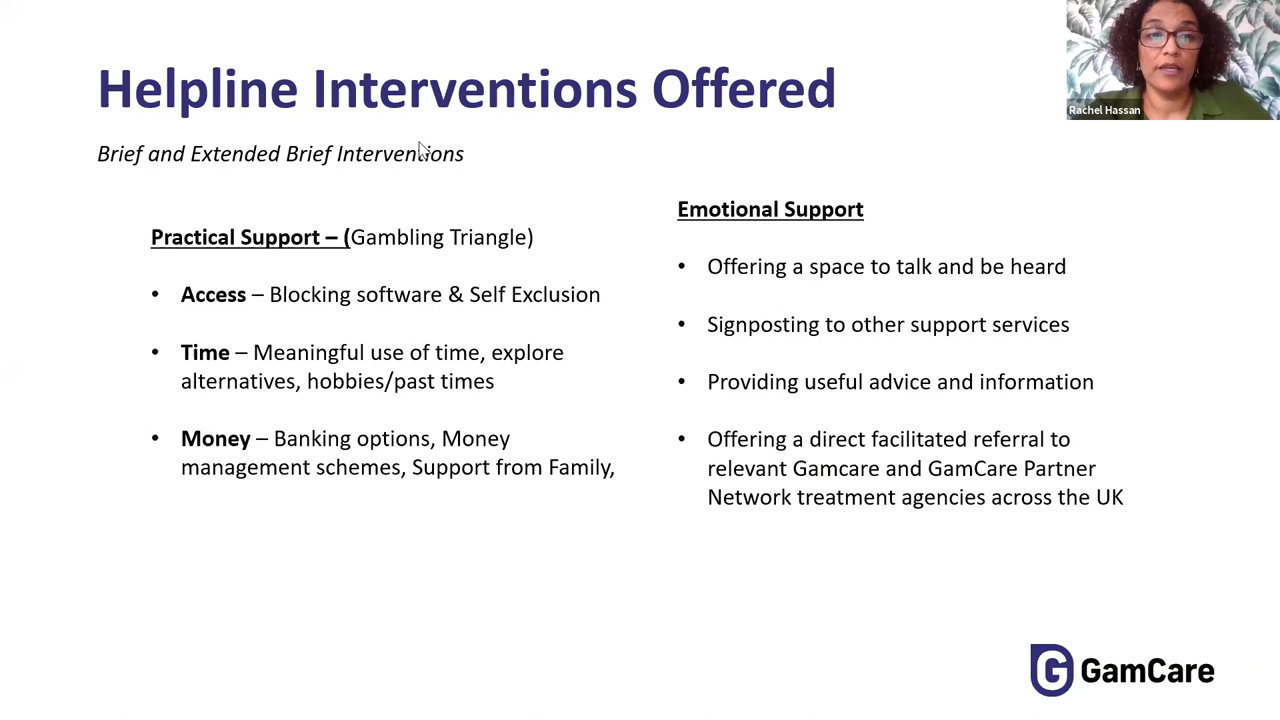 Helpline Interventions Offered
Rachel Hassan
Brief and Extended Brief Interventions
Practical Support – (Gambling Triangle)
• Access – Blocking software & Self Exclusion
• Time – Meaningful use of time, explore
alternatives, hobbies/past times
• Money – Banking options, Money
management schemes, Support from Family,
Emotional Support
• Offering a space to talk and be heard
• Signposting to other support services
• Providing useful advice and information
• Offering a direct facilitated referral to
relevant Gamcare and GamCare Partner
Network treatment agencies across the UK
GamCare